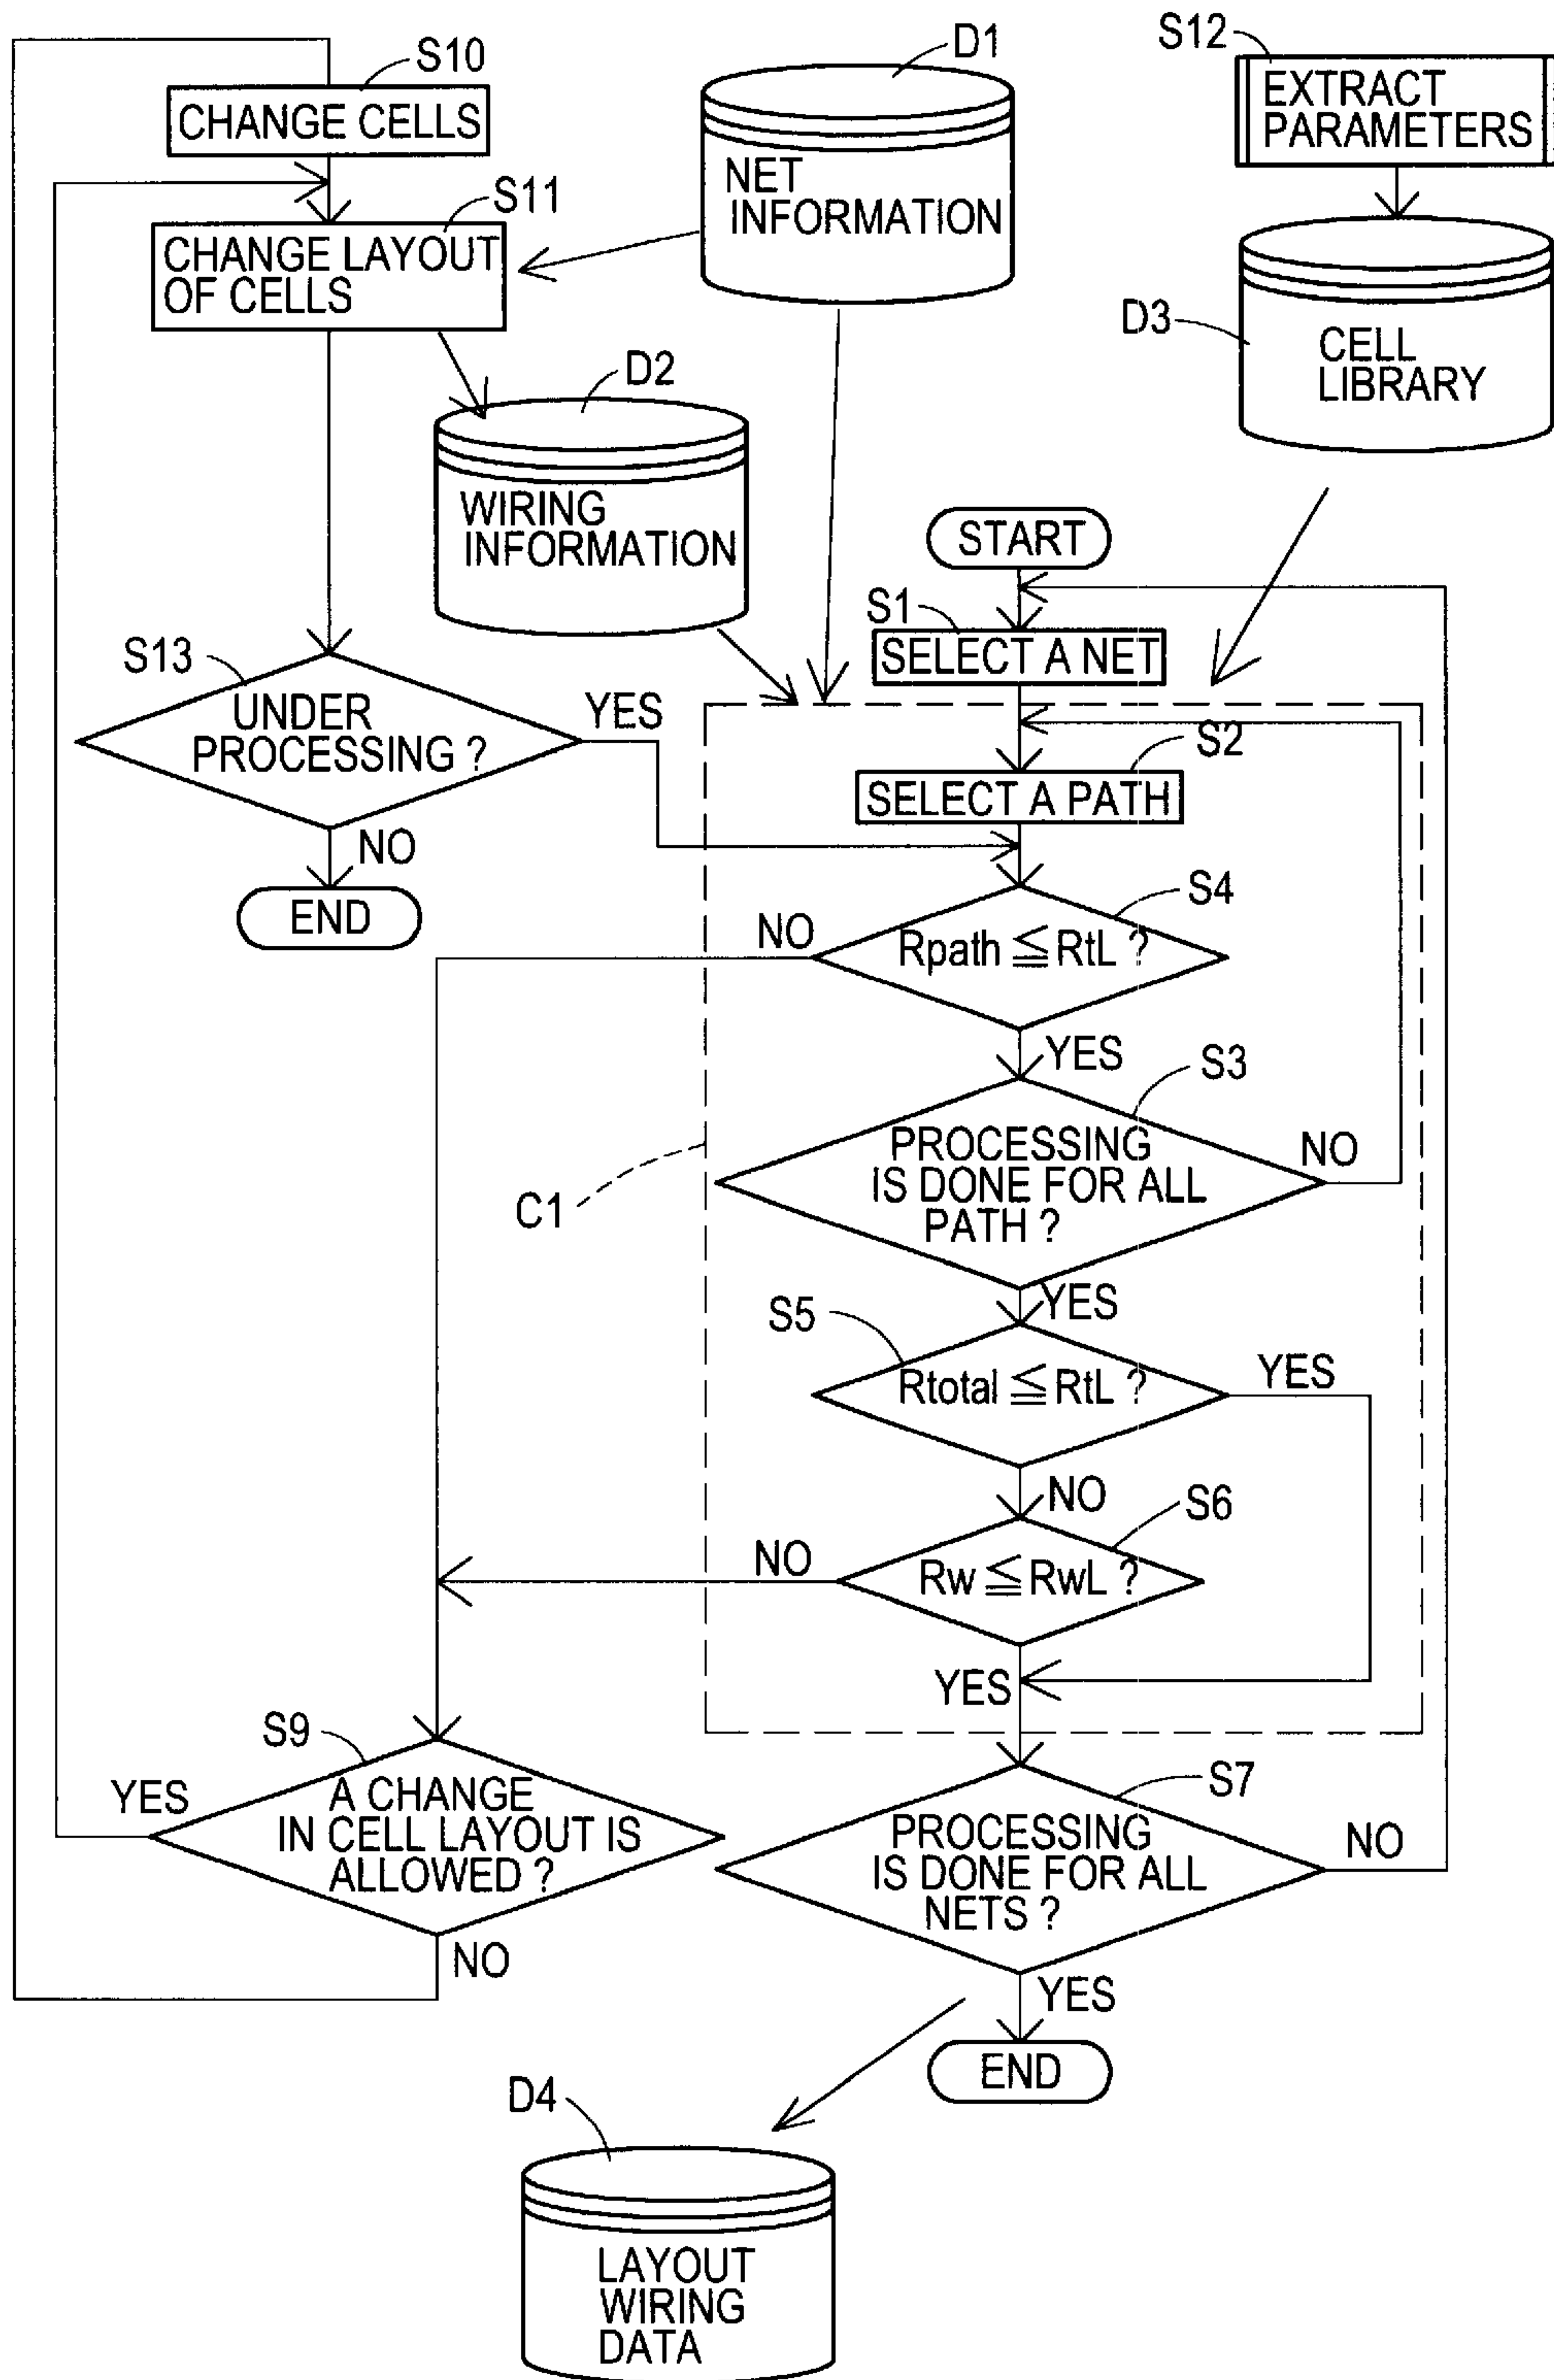 S10
CHANGE CELLS
D1
NET
INFORMATION
S12
EXTRACT
PARAMETERS
S11
CHANGE LAYOUT
OF CELLS
D3
CELL
LIBRARY
D2
WIRING
INFORMATION
START
S1
SELECT A NET
S13
UNDER
PROCESSING ?
YES
NO
END
S2
SELECT A PATH
S4
Rpath ≦ RtL ?
NO
YES
S3
PROCESSING
IS DONE FOR ALL
PATH ?
NO
C1
YES
S5
Rtotal ≦ RtL ?
YES
NO
S6
Rw ≦ RwL ?
NO
YES
S9
A CHANGE
IN CELL LAYOUT IS
ALLOWED ?
YES
NO
S7
PROCESSING
IS DONE FOR ALL
NETS ?
NO
YES
END
D4
LAYOUT
WIRING
DATA